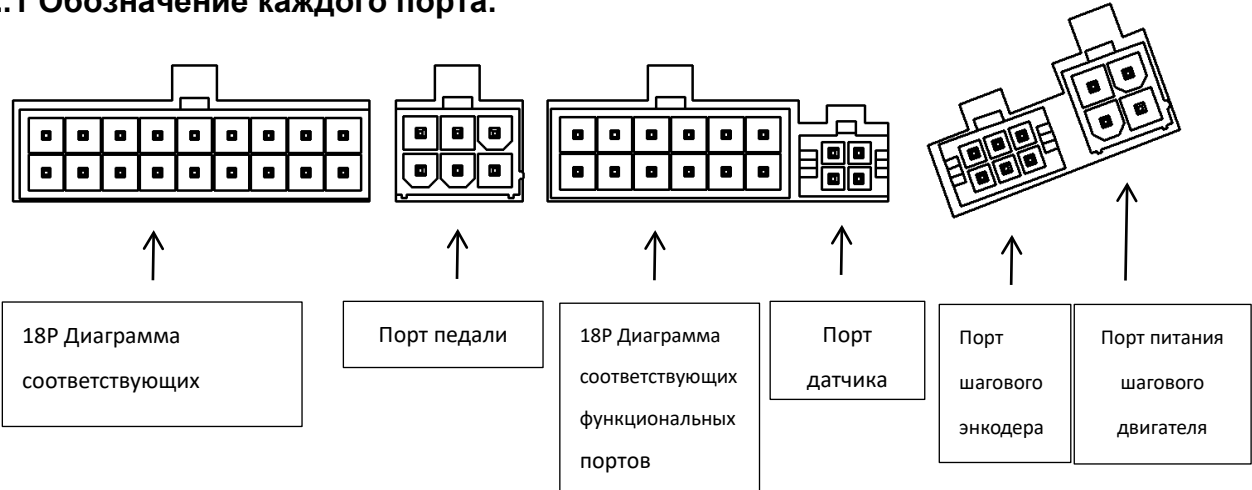 .1 Обозначение каждого порта.
18P Диаграмма
соответствующих
Порт педали
18P Диаграмма
соответствующих
функциональных
портов
Порт
датчика
Порт
шагового
энкодера
Порт питания
шагового
двигателя